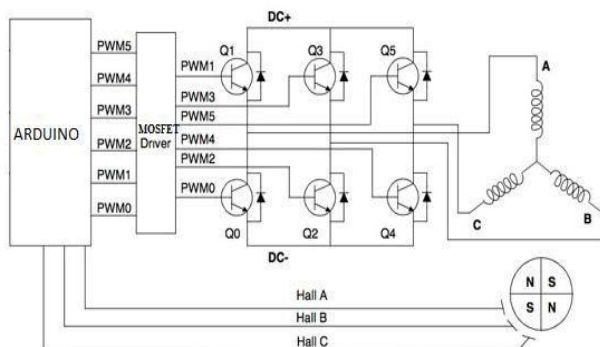 DC+
Q1
Q3
Q5
PWM5
PWM4
PWM3
PWM2
PWM1
PWM0
ARDUINO
MOSFET
Driver
PWM1
PWM3
PWM5
PWM4
PWM2
PWM0
Q0
Q2
Q4
DC-
A
C
B
N S
S N
Hall A
Hall B
Hall C